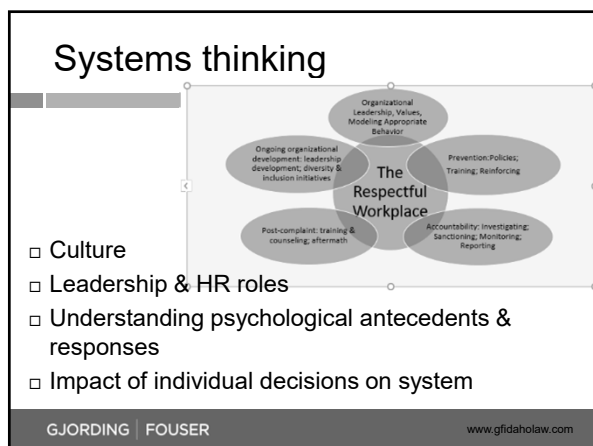 Systems thinking
Organizational
Leadership, Values,
Modeling Appropriate
Behavior
Ongoing organizational
development: leadership
development; diversity &
inclusion initiatives
The
Respectful
Workplace
Prevention:Policies;
Training; Reinforcing
Post-complaint: training &
counseling; aftermath
Accountability: Investigating;
Sanctioning; Monitoring;
Reporting
Culture
Leadership & HR roles
Understanding psychological antecedents &
responses
Impact of individual decisions on system
GJORDING | FOUSER
www.gfidaholaw.com